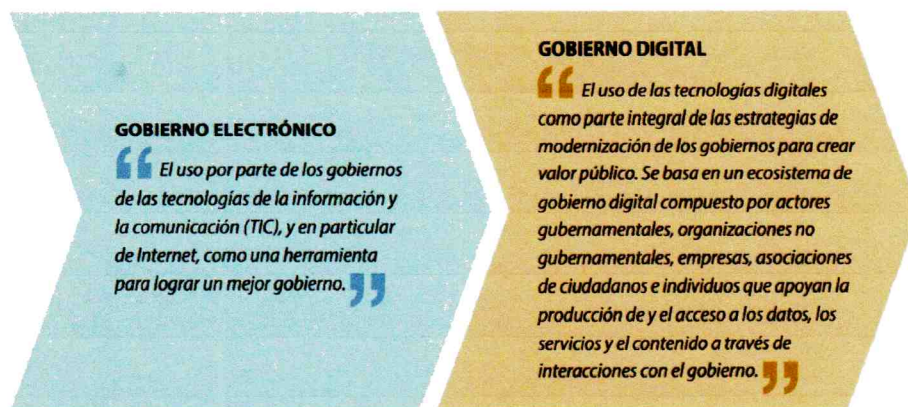 GOBIERNO ELECTRÓNICO
“ El uso por parte de los gobiernos
de las tecnologías de la información y
la comunicación (TIC), y en particular
de Internet, como una herramienta
para lograr un mejor gobierno. ”
GOBIERNO DIGITAL
“ El uso de las tecnologías digitales
como parte integral de las estrategias de
modernización de los gobiernos para crear
valor público. Se basa en un ecosistema de
gobierno digital compuesto por actores
gubernamentales, organizaciones no
gubernamentales, empresas, asociaciones
de ciudadanos e individuos que apoyan la
producción de y el acceso a los datos, los
servicios y el contenido a través de
interacciones con el gobierno. ”